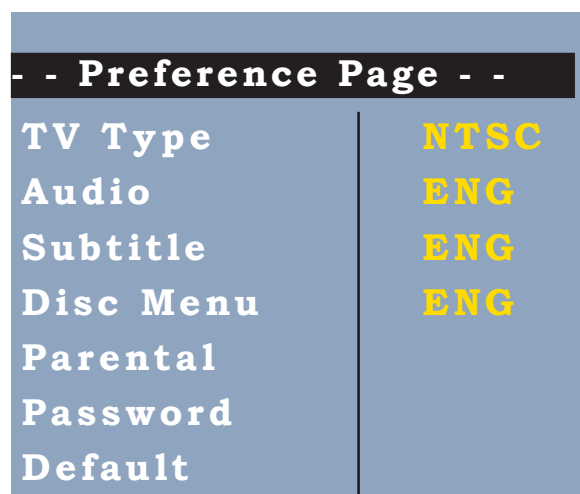 - - Preference Page - -
TV Type NTSC
Audio ENG
Subtitle ENG
Disc Menu ENG
Parental
Password
Default